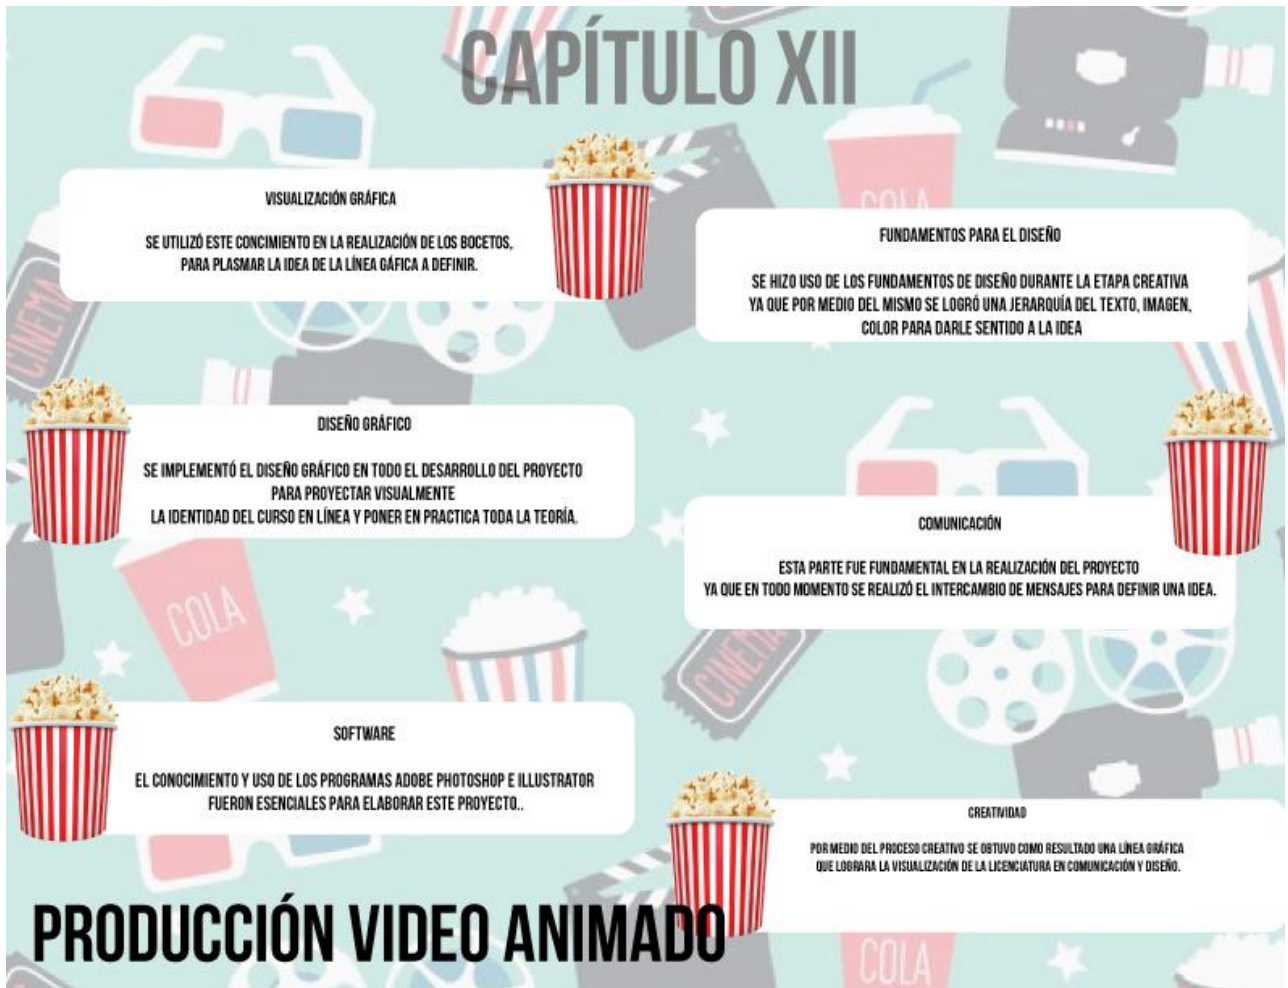 CAPÍTULO XII
VISUALIZACIÓN GRÁFICA
SE UTILIZÓ ESTE CONCIMIENTO EN LA REALIZACIÓN DE LOS BOCETOS,
PARA PLASMAR LA IDEA DE LA LÍNEA GÁFICA A DEFINIR.
FUNDAMENTOS PARA EL DISEÑO
SE HIZO USO DE LOS FUNDAMENTOS DE DISEÑO DURANTE LA ETAPA CREATIVA
YA QUE POR MEDIO DEL MISMO SE LOGRÓ UNA JERARQUÍA DEL TEXTO, IMAGEN,
COLOR PARA DARLE SENTIDO A LA IDEA
DISEÑO GRÁFICO
SE IMPLEMENTÓ EL DISEÑO GRÁFICO EN TODO EL DESARROLLO DEL PROYECTO
PARA PROYECTAR VISUALMENTE
LA IDENTIDAD DEL CURSO EN LÍNEA Y PONER EN PRACTICA TODA LA TEORÍA.
COMUNICACIÓN
ESTA PARTE FUE FUNDAMENTAL EN LA REALIZACIÓN DEL PROYECTO
YA QUE EN TODO MOMENTO SE REALIZÓ EL INTERCAMBIO DE MENSAJES PARA DEFINIR UNA IDEA.
SOFTWARE
EL CONOCIMIENTO Y USO DE LOS PROGRAMAS ADOBE PHOTOSHOP E ILLUSTRATOR
FUERON ESENCIALES PARA ELABORAR ESTE PROYECTO..
CREATIVIDAD
POR MEDIO DEL PROCESO CREATIVO SE OBTUVO COMO RESULTADO UNA LÍNEA GRÁFICA
QUE LOGRARA LA VISUALIZACIÓN DE LA LICENCIATURA EN COMUNICACIÓN Y DISEÑO.
PRODUCCIÓN VIDEO ANIMADO
COLA
CINEMA
COLA
CINEMA
COLA